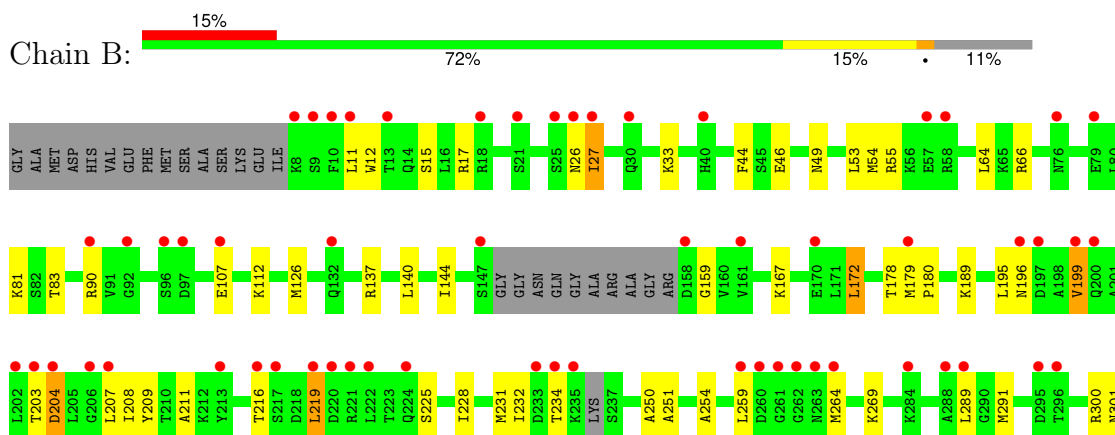 15%
Chain B:
72% 15% • 11%
GLY ALA MET ASP HIS VAL GLU PHE MET SER ALA SER LYS GLU ILE K8 S9 F10 L11 W12 T13 Q14 S15 L16 R17 R18 S21 S25 N26 I27 Q30 K33 H40 F44 S45 E46 N49 L53 M54 R55 K56 E57 R58 L64 K65 R66 N76 E79 L80
K81 S82 T83 R90 V91 G92 S96 D97 E107 K112 M126 Q132 R137 L140 I144 S147 GLY GLY ASN GLN GLY ALA ARG ALA GLY ARG D158 G159 V160 V161 K167 E170 L171 L172 T178 M179 P180 K189 L195 N196 D197 A198 V199 Q200 A201
L202 T203 D204 L205 G206 L207 I208 Y209 T210 A211 K212 Y213 T216 S217 D218 L219 D220 R221 L222 T223 Q224 S225 I228 M231 I232 D233 T234 K235 LYS S237 A250 A251 A254 L259 D260 G261 G262 N263 M264 K269 K284 A288 L289 G290 M291 D295 T296 R300